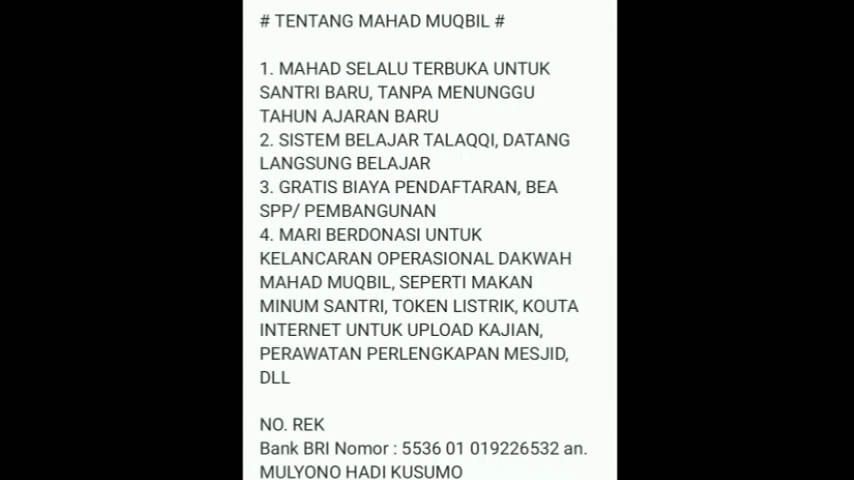 # TENTANG MAHAD MUQBIL #
1. MAHAD SELALU TERBUKA UNTUK
SANTRI BARU, TANPA MENUNGGU
TAHUN AJARAN BARU
2. SISTEM BELAJAR TALAQQI, DATANG
LANGSUNG BELAJAR
3. GRATIS BIAYA PENDAFTARAN, BEA
SPP/ PEMBANGUNAN
4. MARI BERDONASI UNTUK
KELANCARAN OPERASIONAL DAKWAH
MAHAD MUQBIL, SEPERTI MAKAN
MINUM SANTRI, TOKEN LISTRIK, KOUTA
INTERNET UNTUK UPLOAD KAJIAN,
PERAWATAN PERLENGKAPAN MESJID,
DLL
NO. REK
Bank BRI Nomor : 5536 01 019226532 an.
MULYONO HADI KUSUMO